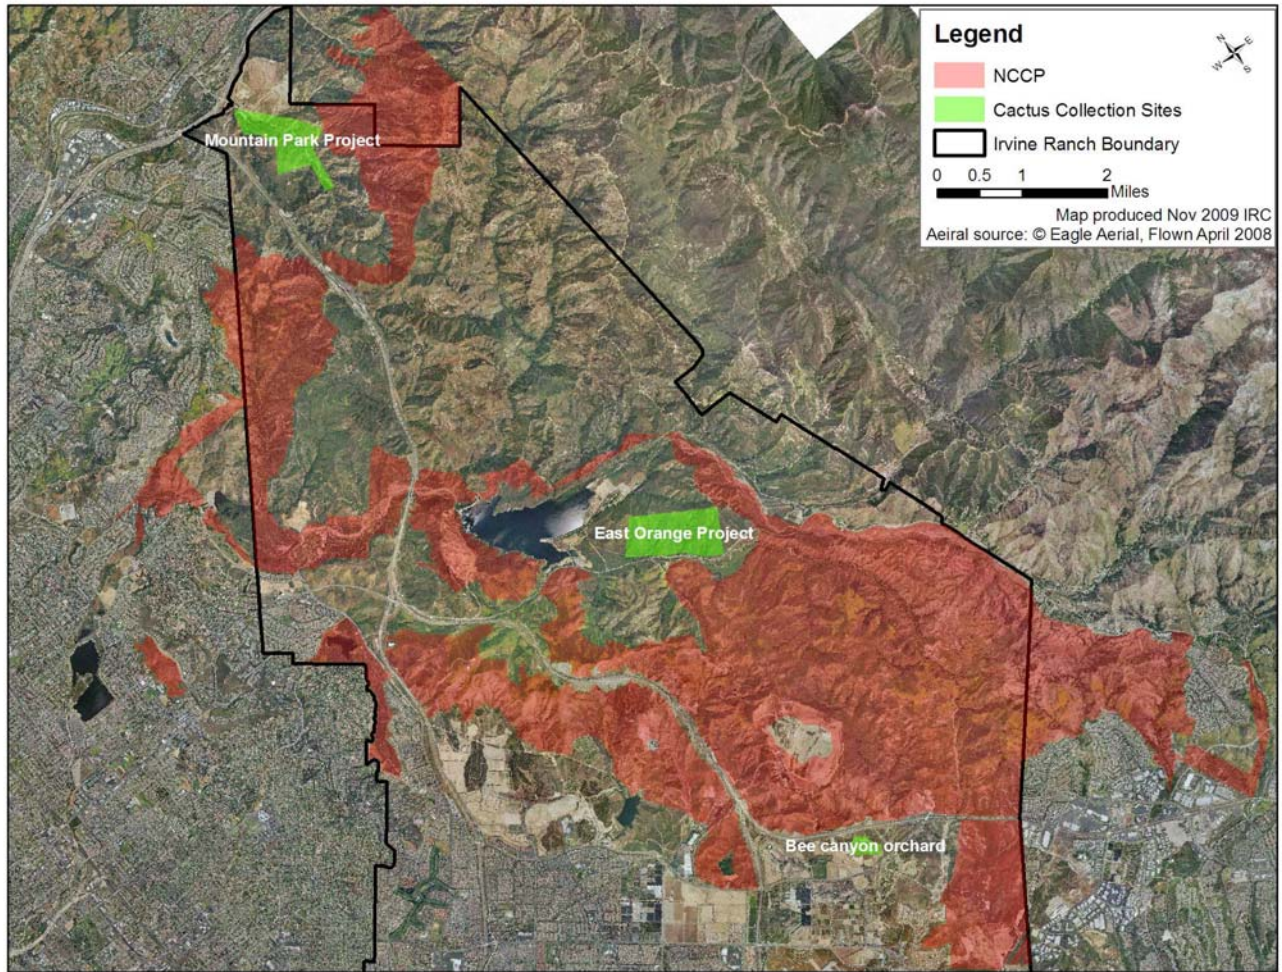 Legend
NCCP
Cactus Collection Sites
Irvine Ranch Boundary
0 0.5 1 2
Miles
Map produced Nov 2009 IRC
Aeiral source: © Eagle Aerial, Flown April 2008
N
E
W
S
Mountain Park Project
East Orange Project
Bee canyon orchard